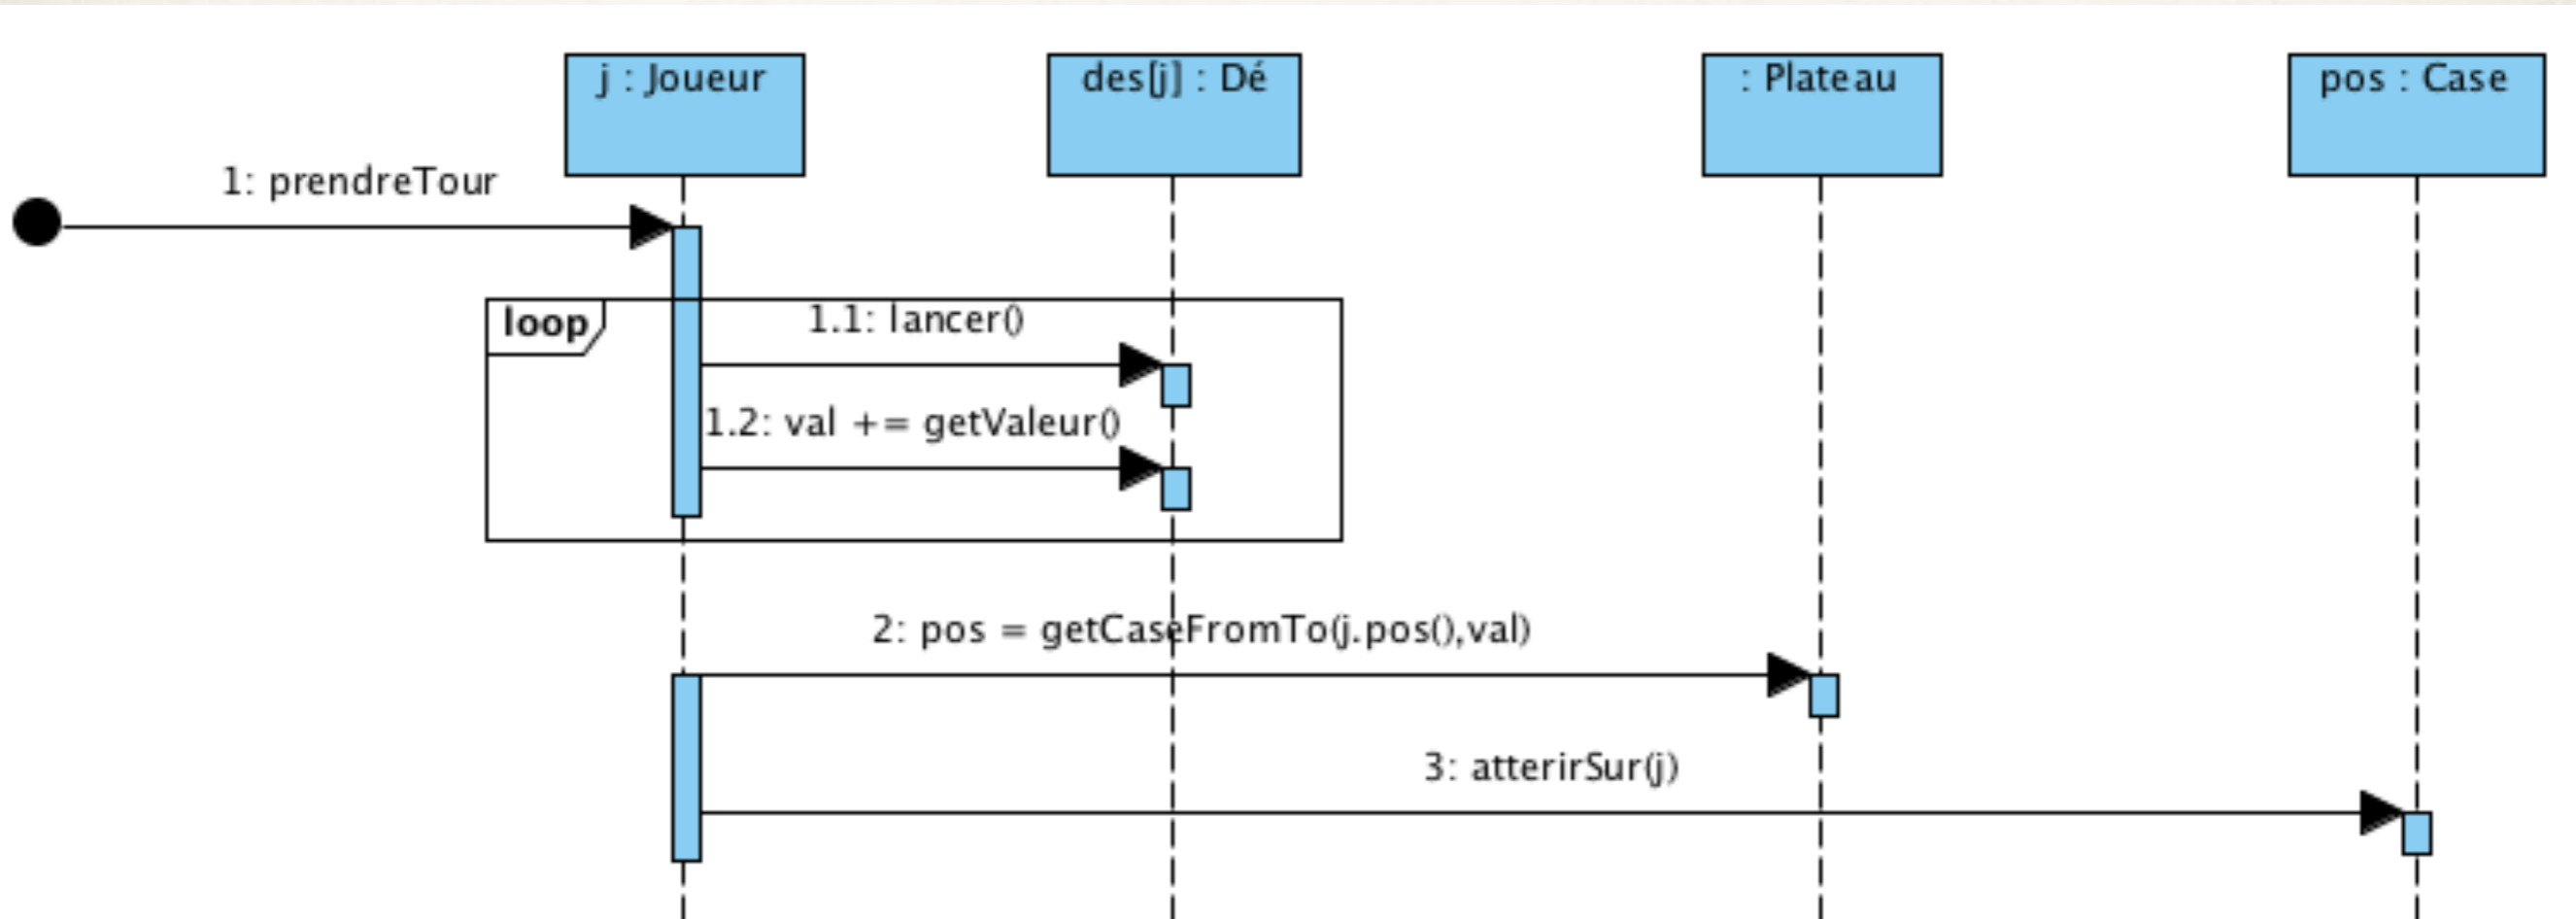 j : Joueur
des[j] : Dé
: Plateau
pos : Case
1: prendreTour
loop
1.1: lancer()
1.2: val += getValeur()
2: pos = getCaseFromTo(j.pos(),val)
3: atterirSur(j)